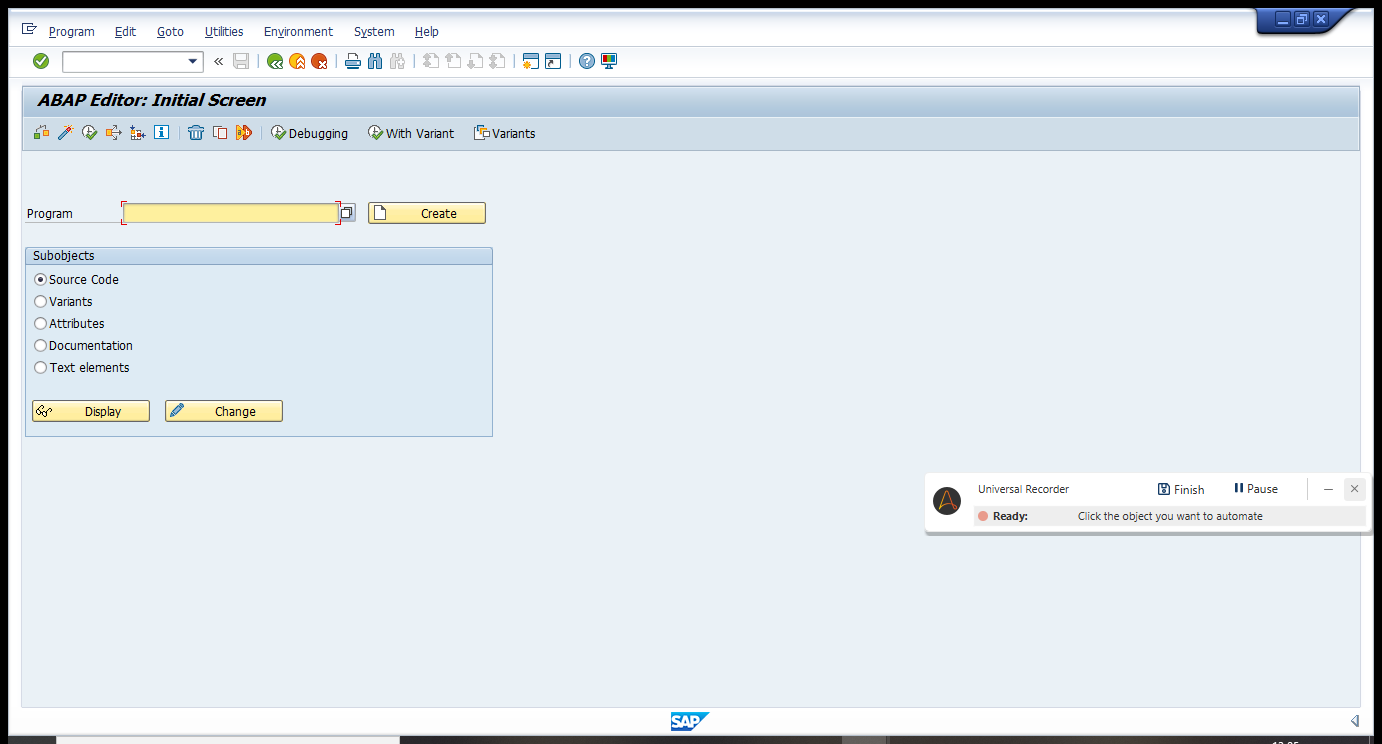 Program Edit Goto Utilities Environment System Help
«
ABAP Editor: Initial Screen
Debugging With Variant Variants
Program Create
Subobjects
Source Code
Variants
Attributes
Documentation
Text elements
Display Change
Universal Recorder Finish Pause
Ready: Click the object you want to automate
SAP